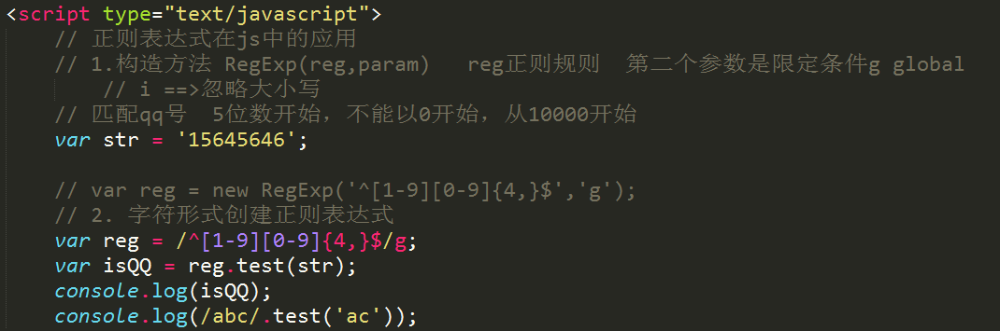 <script type="text/javascript">
// 正则表达式在js中的应用
// 1.构造方法 RegExp(reg,param)   reg正则规则  第二个参数是限定条件g global
// i ==>忽略大小写
// 匹配qq号  5位数开始，不能以0开始，从10000开始
var str = '15645646';
// var reg = new RegExp('^[1-9][0-9]{4,}$','g');
// 2. 字符形式创建正则表达式
var reg = /^[1-9][0-9]{4,}$/g;
var isQQ = reg.test(str);
console.log(isQQ);
console.log(/abc/.test('ac'));